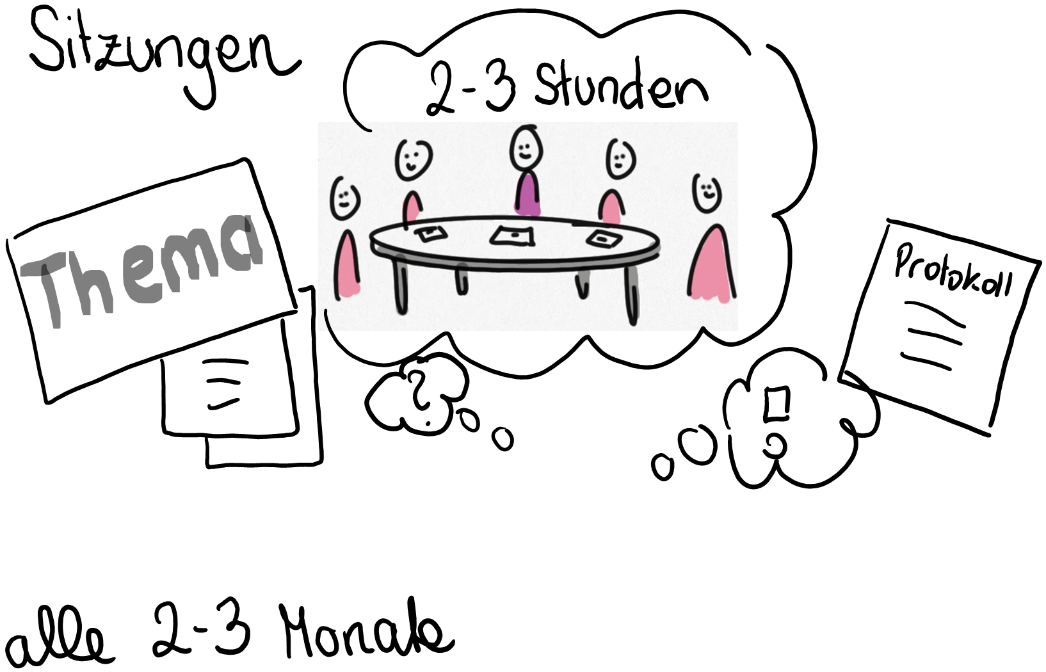 Sitzungen
2-3 Stunden
Thema
Protokoll
?
alle 2-3 Monate